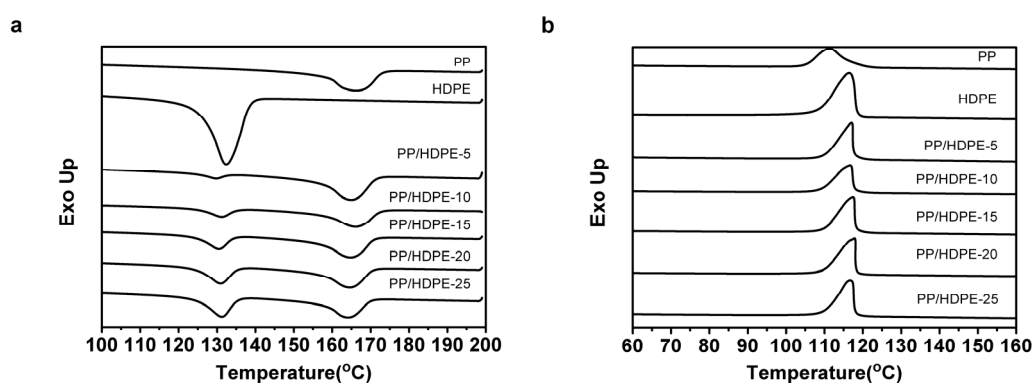 a
Exo Up
PP
HDPE
PP/HDPE-5
PP/HDPE-10
PP/HDPE-15
PP/HDPE-20
PP/HDPE-25
100 110 120 130 140 150 160 170 180 190 200
Temperature(°C)
b
Exo Up
PP
HDPE
PP/HDPE-5
PP/HDPE-10
PP/HDPE-15
PP/HDPE-20
PP/HDPE-25
60 70 80 90 100 110 120 130 140 150 160
Temperature(°C)